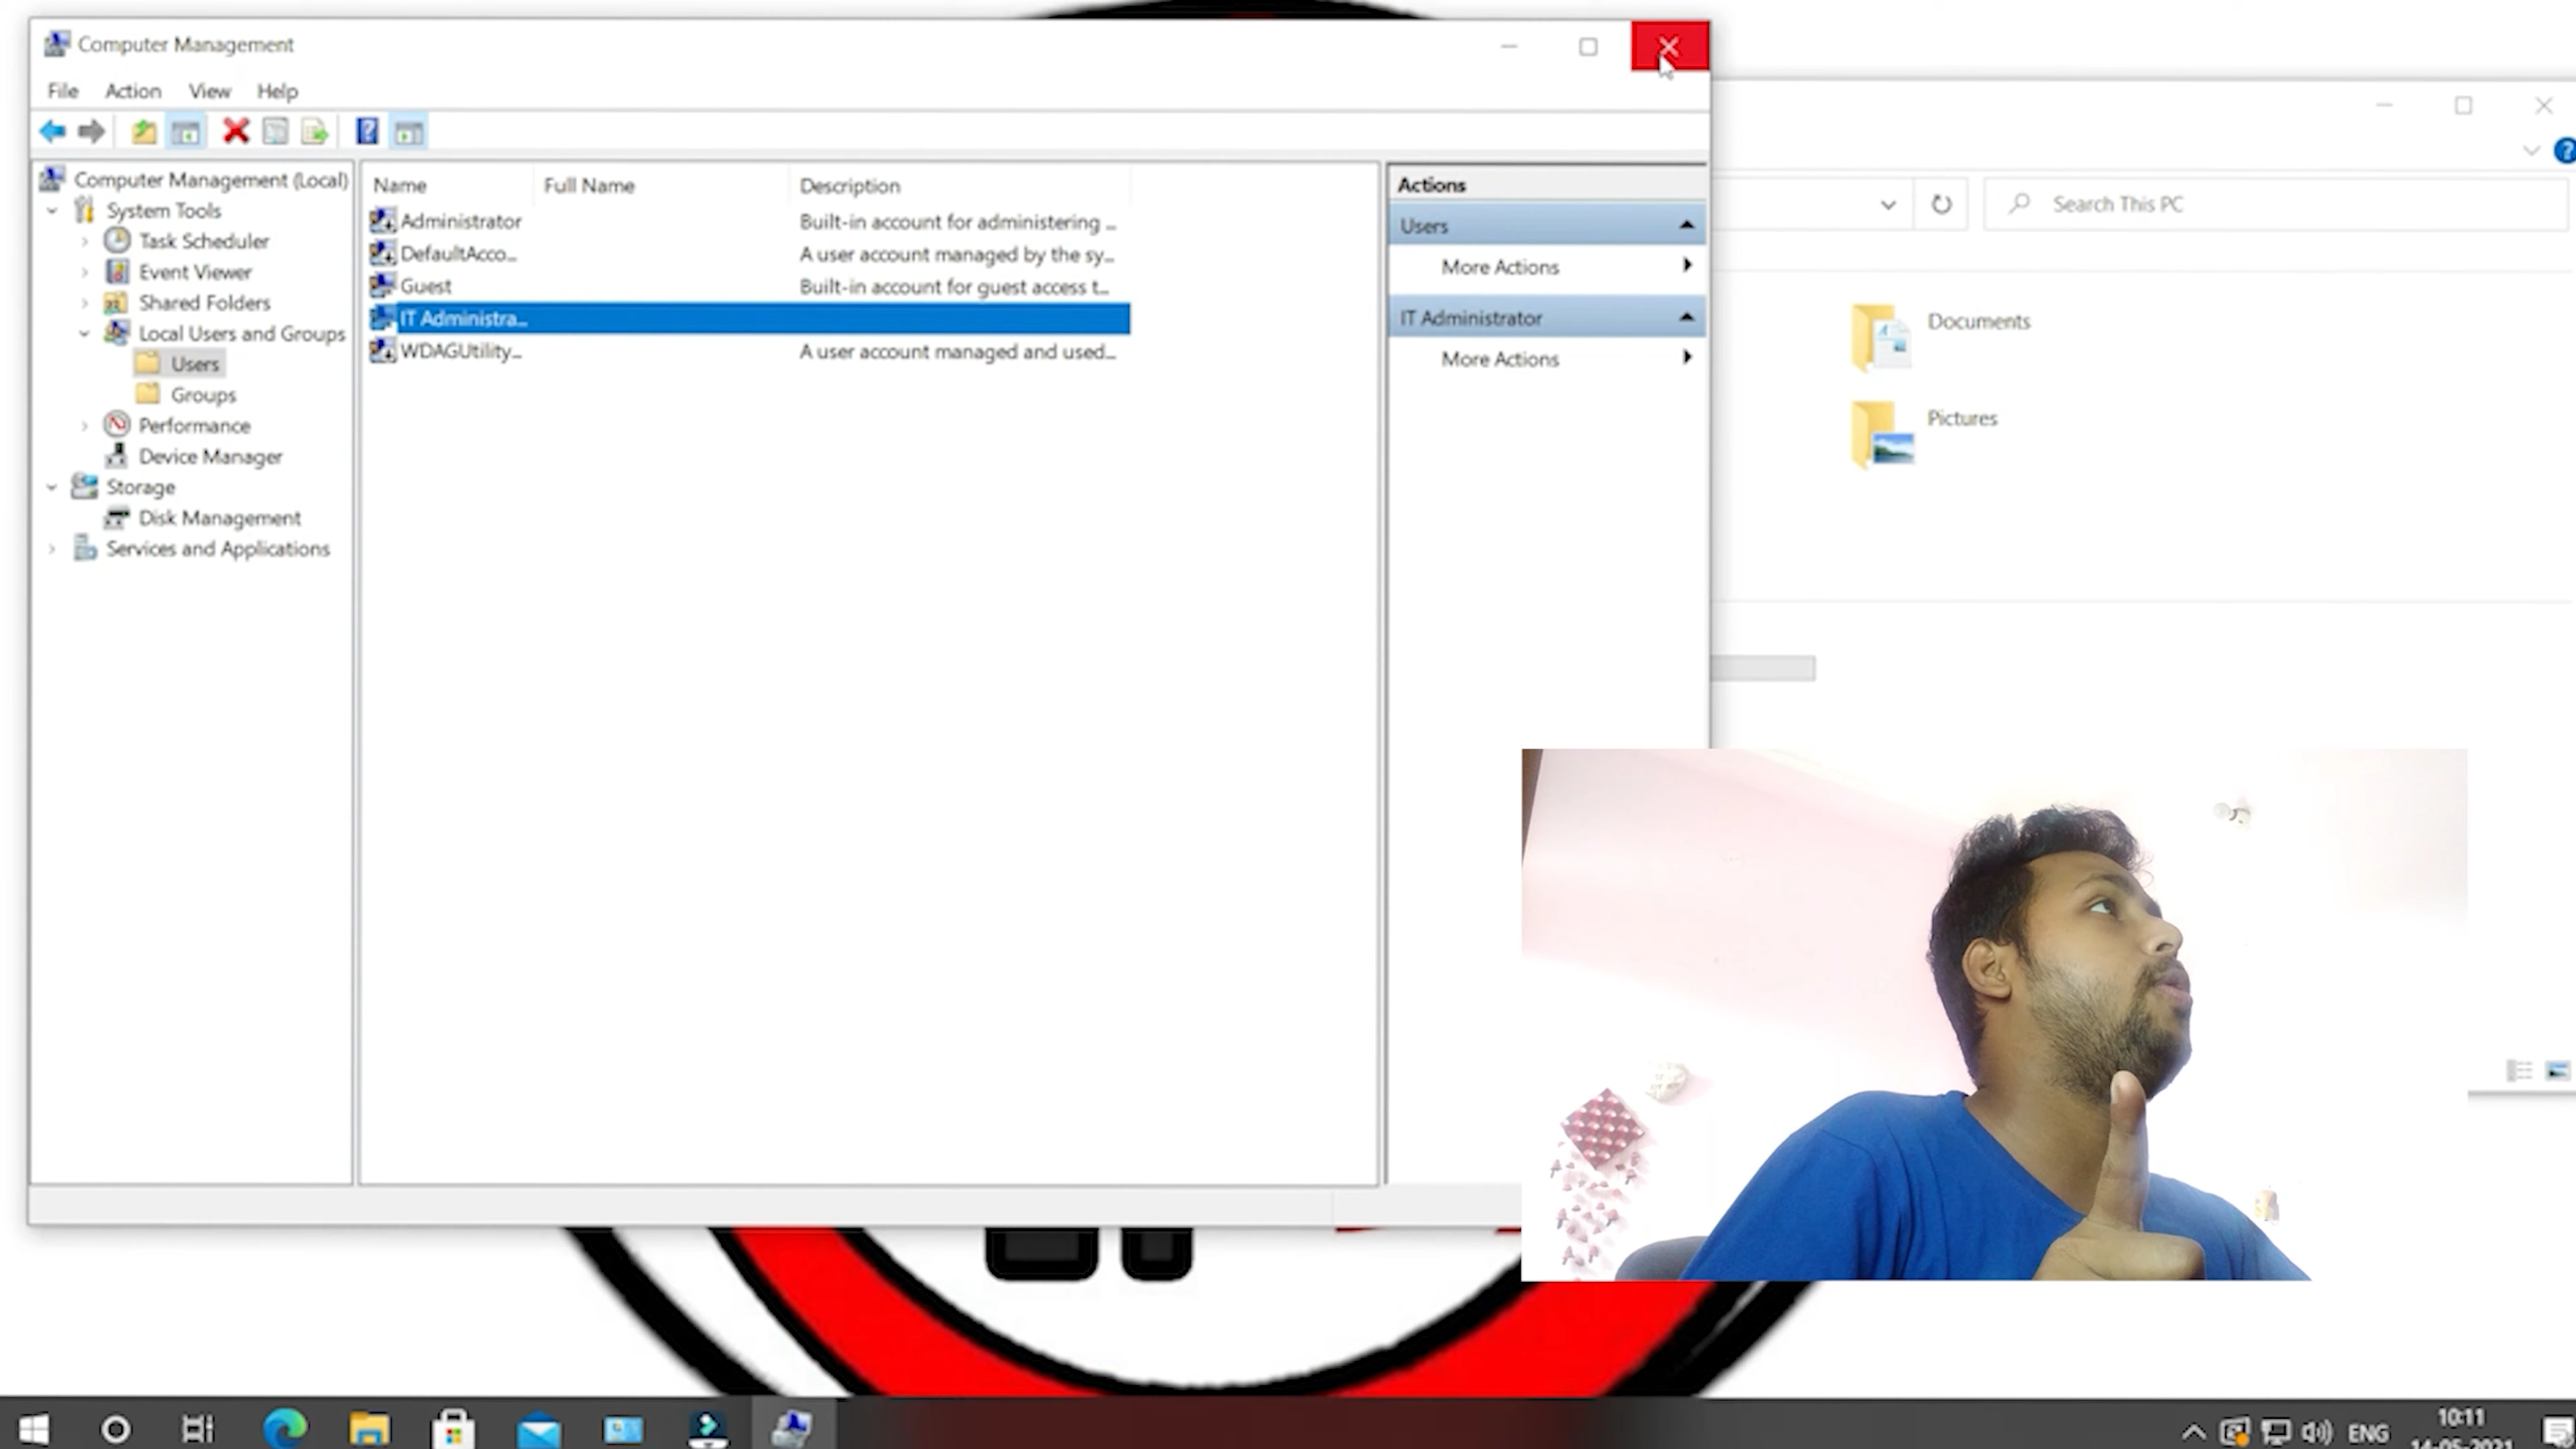 Computer Management
File Action View Help
Computer Management (Local)
System Tools
Task Scheduler
Event Viewer
Shared Folders
Local Users and Groups
Users
Groups
Performance
Device Manager
Storage
Disk Management
Services and Applications
Name Full Name Description
Administrator Built-in account for administering ...
DefaultAcco... A user account managed by the sy...
Guest Built-in account for guest access t...
IT Administra...
WDAGUtility... A user account managed and used...
Actions
Users
More Actions
IT Administrator
More Actions
Search This PC
Documents
Pictures
ENG
10:11
14-05-2021